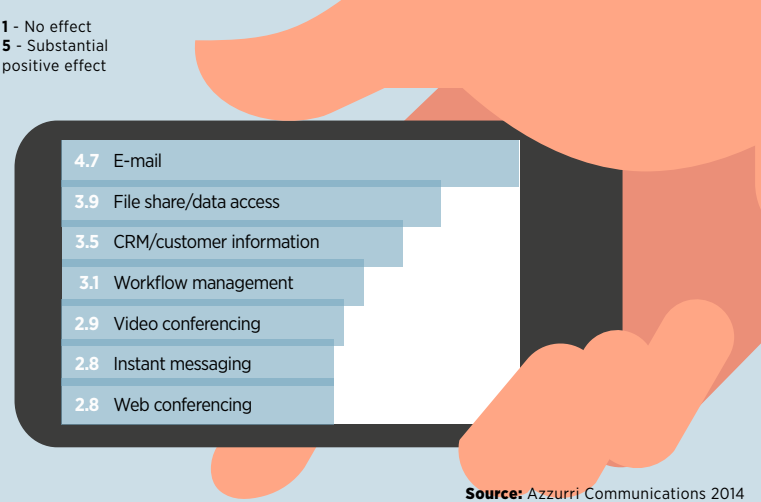 1 - No effect
5 - Substantial
positive effect
4.7 E-mail
3.9 File share/data access
3.5 CRM/customer information
3.1 Workflow management
2.9 Video conferencing
2.8 Instant messaging
2.8 Web conferencing
Source: Azzurri Communications 2014